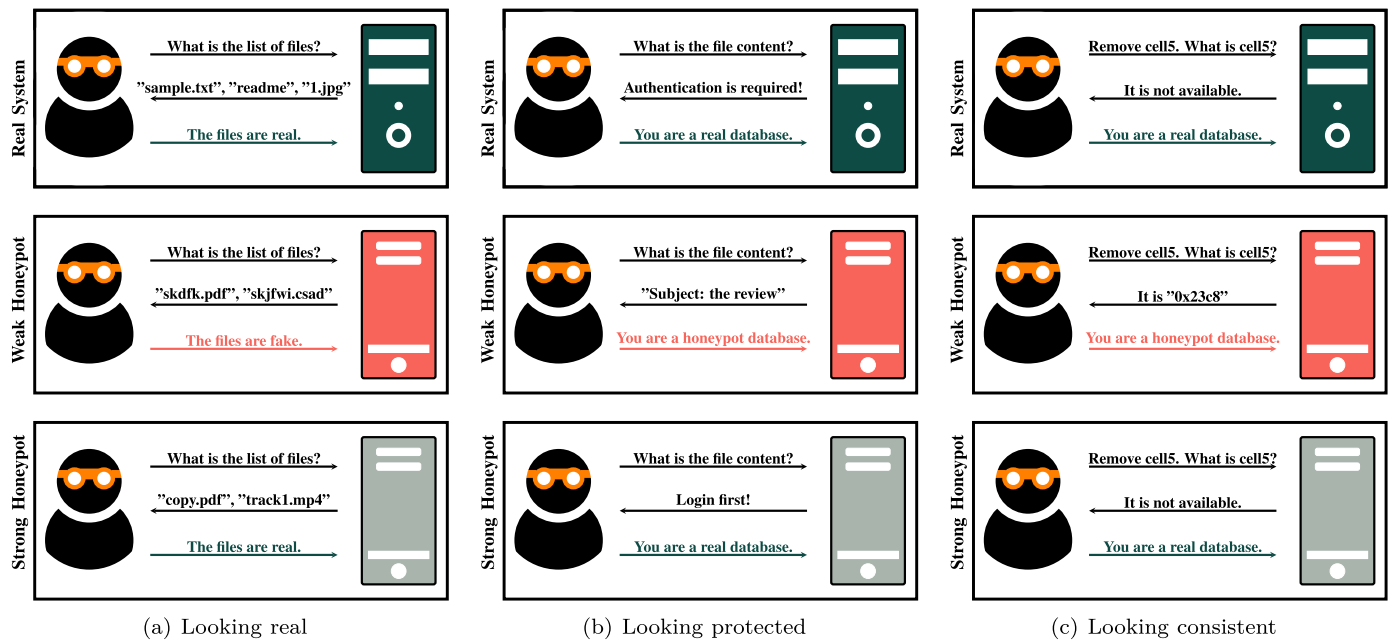 Real System
What is the list of files?
”sample.txt”, ”readme”, ”1.jpg”
The files are real.
Real System
What is the file content?
Authentication is required!
You are a real database.
Real System
Remove cell5. What is cell5?
It is not available.
You are a real database.
Weak Honeypot
What is the list of files?
”skdfk.pdf”, ”skjfwi.csad”
The files are fake.
Weak Honeypot
What is the file content?
”Subject: the review”
You are a honeypot database.
Weak Honeypot
Remove cell5. What is cell5?
It is ”0x23c8”
You are a honeypot database.
Strong Honeypot
What is the list of files?
”copy.pdf”, ”track1.mp4”
The files are real.
Strong Honeypot
What is the file content?
Login first!
You are a real database.
Strong Honeypot
Remove cell5. What is cell5?
It is not available.
You are a real database.
(a) Looking real
(b) Looking protected
(c) Looking consistent